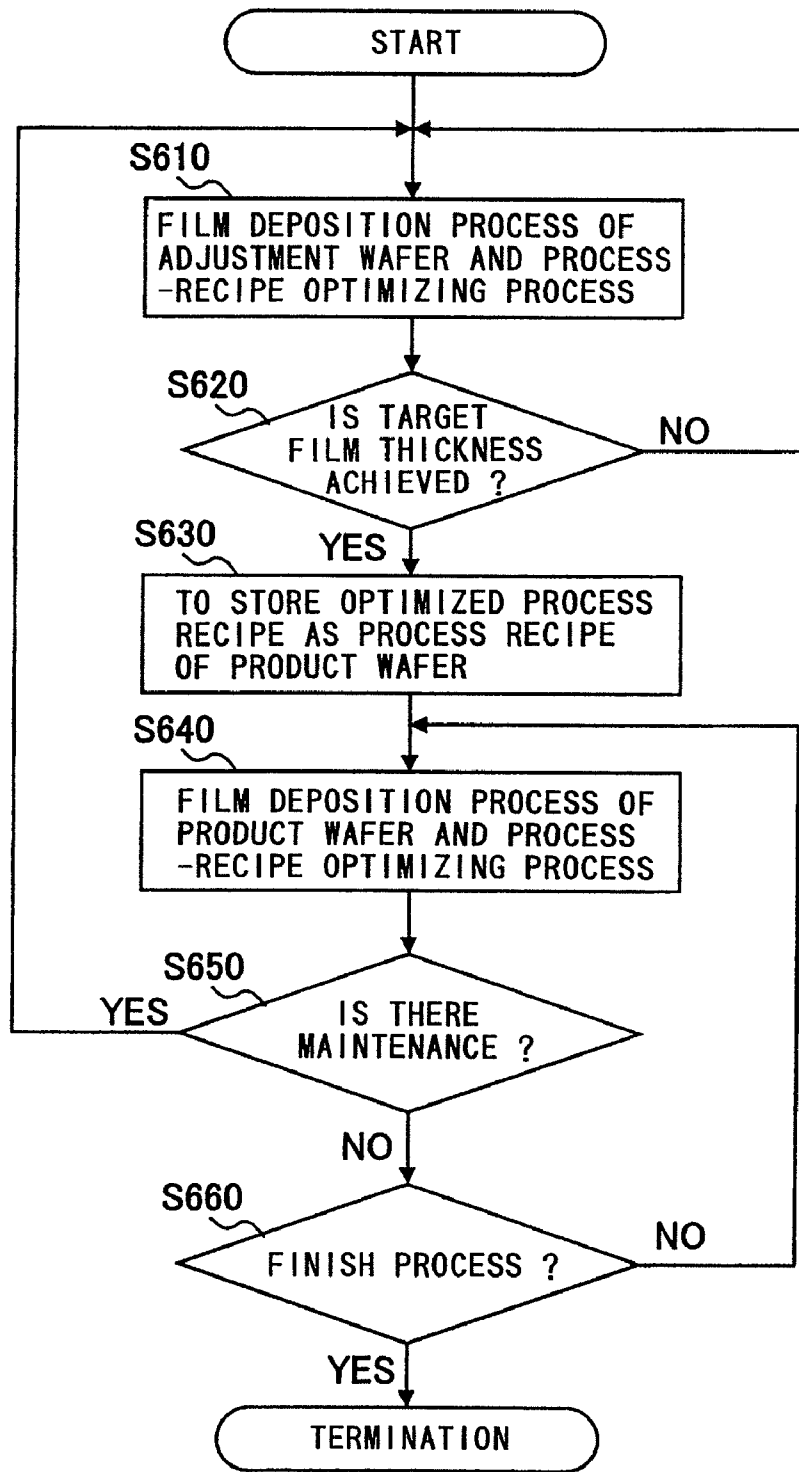 START
S610
FILM DEPOSITION PROCESS OF
ADJUSTMENT WAFER AND PROCESS
-RECIPE OPTIMIZING PROCESS
S620
IS TARGET
FILM THICKNESS
ACHIEVED ?
NO
YES
S630
TO STORE OPTIMIZED PROCESS
RECIPE AS PROCESS RECIPE
OF PRODUCT WAFER
S640
FILM DEPOSITION PROCESS OF
PRODUCT WAFER AND PROCESS
-RECIPE OPTIMIZING PROCESS
S650
YES
IS THERE
MAINTENANCE ?
NO
S660
FINISH PROCESS ?
NO
YES
TERMINATION